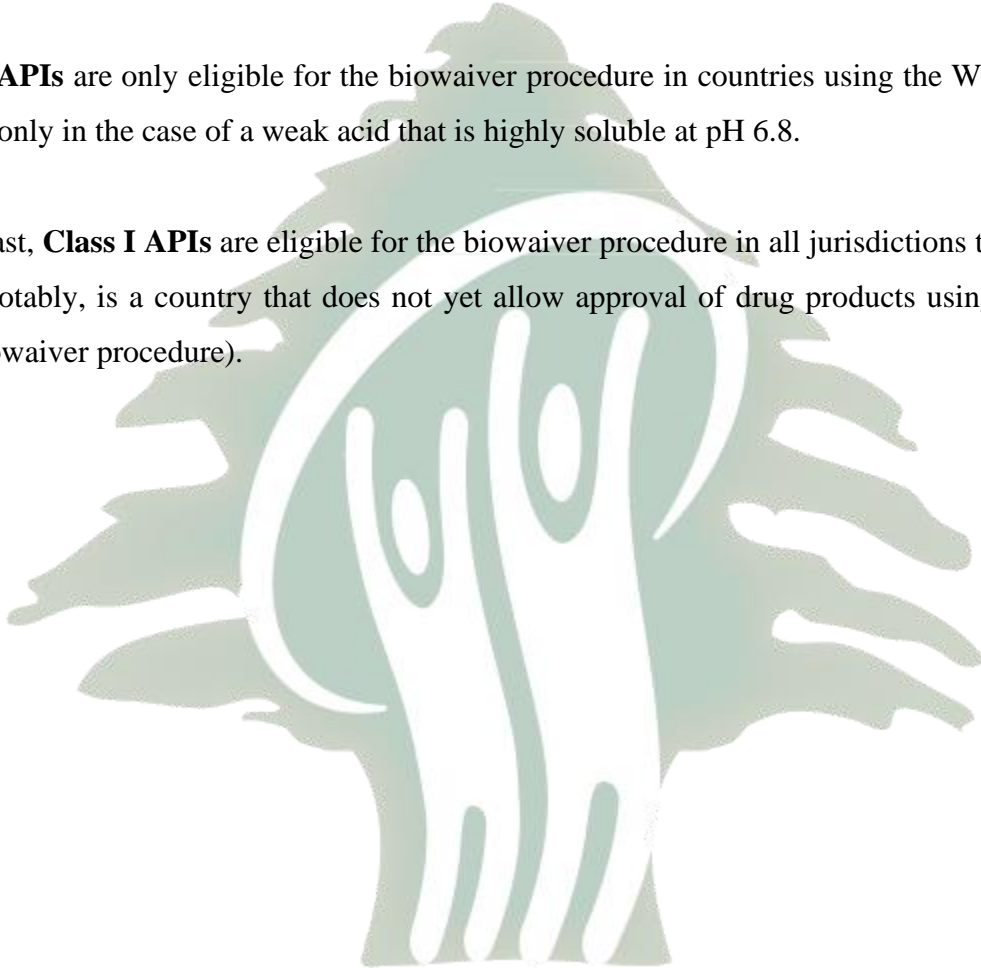 APIs are only eligible for the biowaiver procedure in countries using the W
only in the case of a weak acid that is highly soluble at pH 6.8.
ast, Class I APIs are eligible for the biowaiver procedure in all jurisdictions t
otably, is a country that does not yet allow approval of drug products using
owaiver procedure).